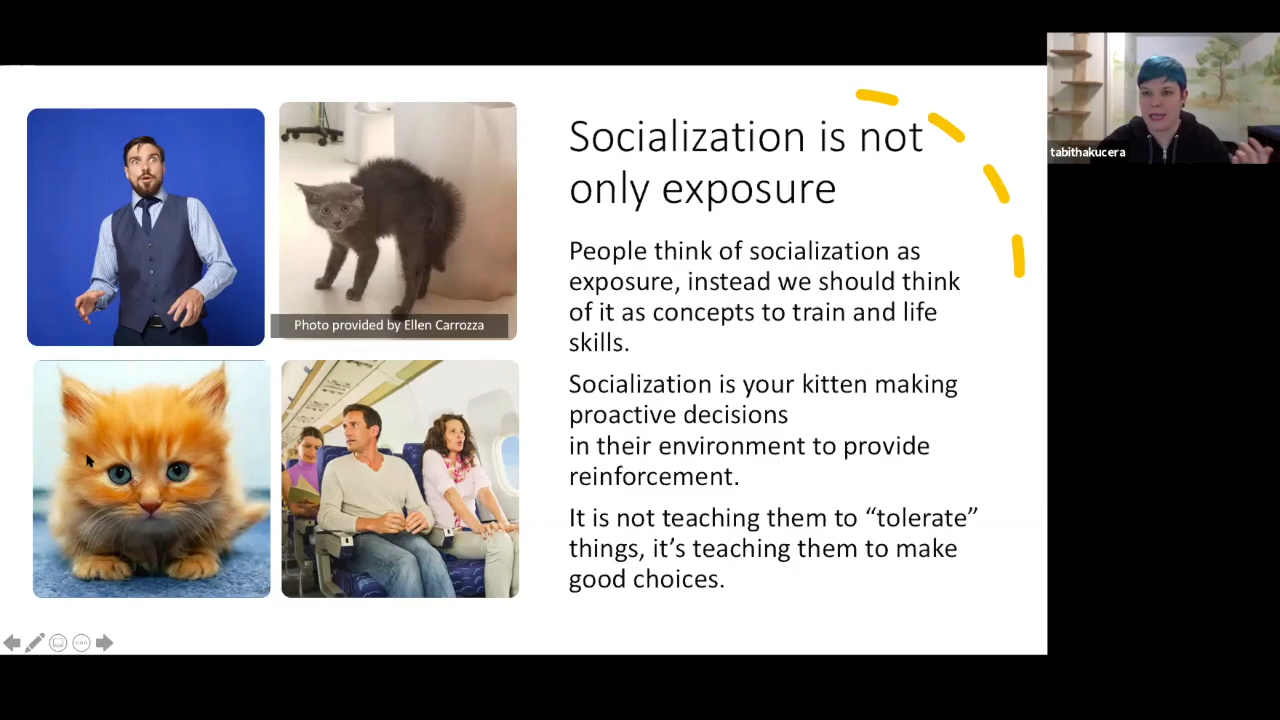 Socialization is not
only exposure
People think of socialization as
exposure, instead we should think
of it as concepts to train and life
skills.
Socialization is your kitten making
proactive decisions
in their environment to provide
reinforcement.
It is not teaching them to “tolerate”
things, it’s teaching them to make
good choices.
Photo provided by Ellen Carrozza
tabithakucera